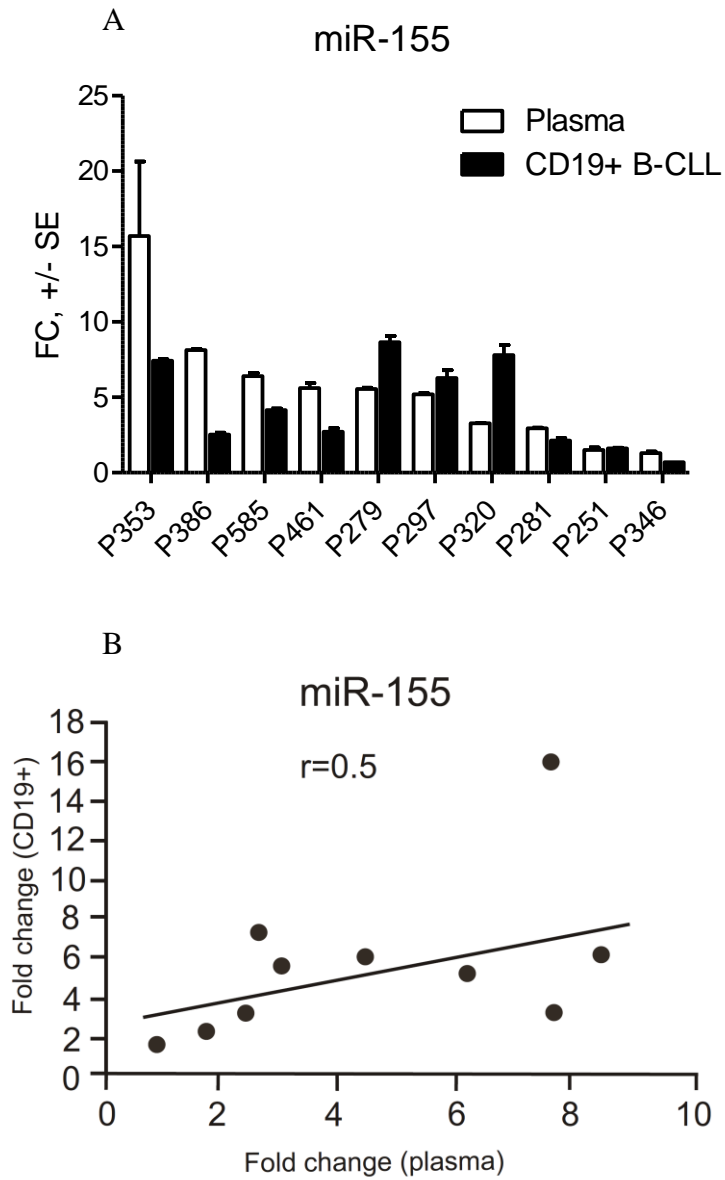 A
miR-155
25
20
15
10
5
0
FC, +/- SE
Plasma
CD19+ B-CLL
P353
P386
P585
P461
P279
P297
P320
P281
P251
P346
B
miR-155
r=0.5
18
16
14
12
10
8
6
4
2
0
Fold change (CD19+)
0 2 4 6 8 10
Fold change (plasma)